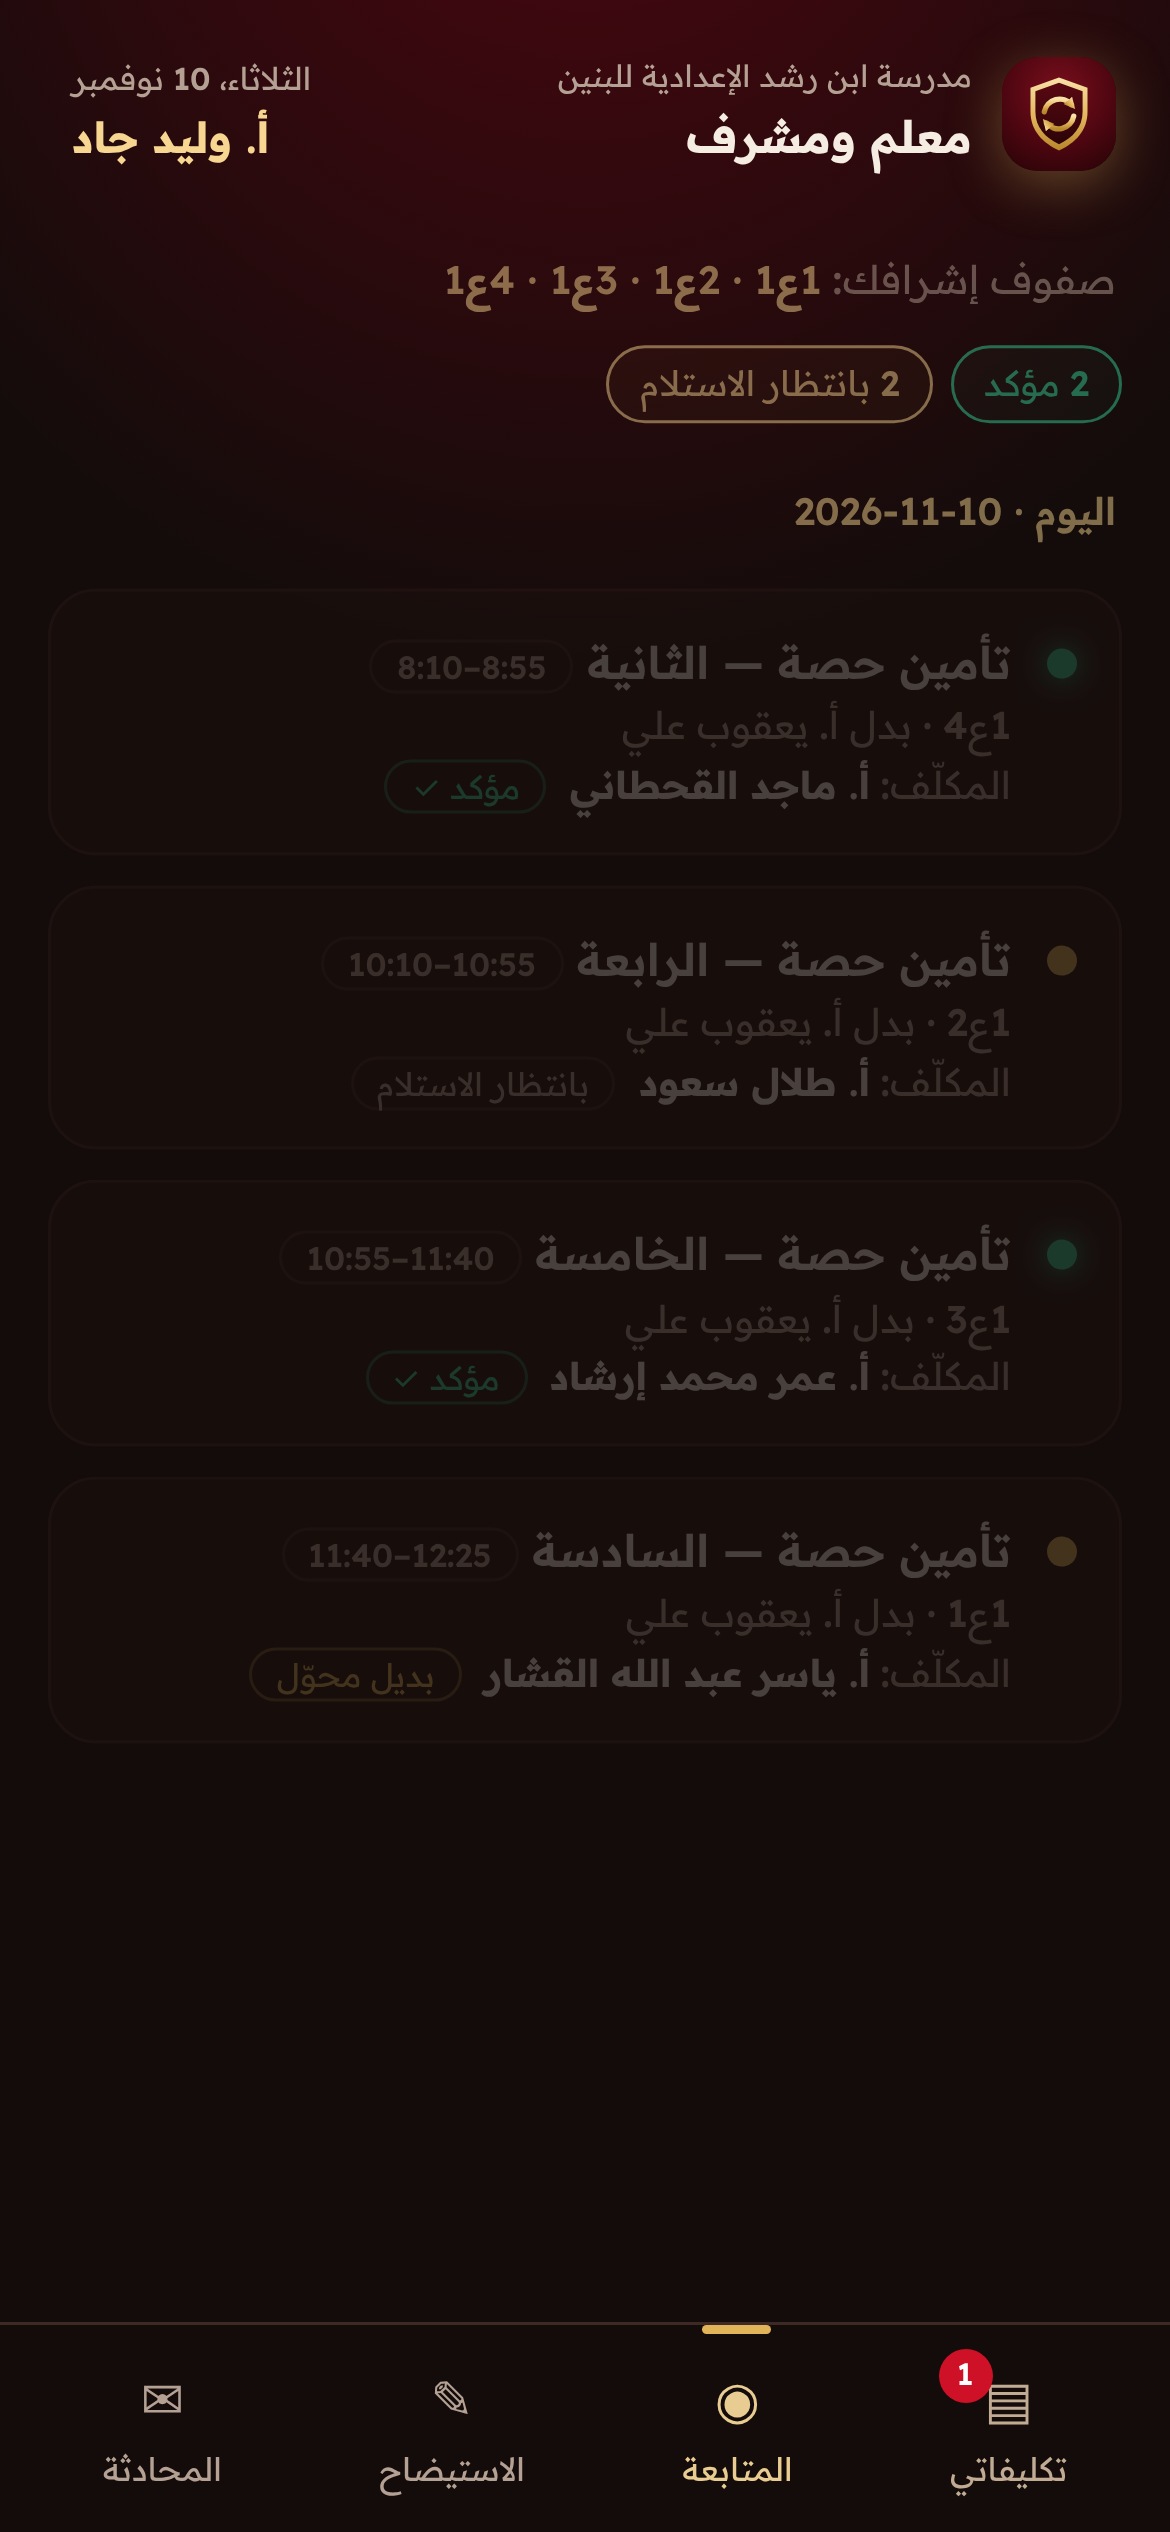 مدرسة ابن رشد الإعدادية للبنين
معلم ومشرف
الثلاثاء، 10 نوفمبر
أ. وليد جاد
صفوف إشرافك: 1ع1 · 2ع1 · 3ع1 · 4ع1
2 مؤكد
2 بانتظار الاستلام
اليوم · 2026-11-10
تأمين حصة — الثانية 8:10–8:55
1ع4 · بدل أ. يعقوب علي
المكلّف: أ. ماجد القحطاني مؤكد ✓
تأمين حصة — الرابعة 10:10–10:55
1ع2 · بدل أ. يعقوب علي
المكلّف: أ. طلال سعود بانتظار الاستلام
تأمين حصة — الخامسة 10:55–11:40
1ع3 · بدل أ. يعقوب علي
المكلّف: أ. عمر محمد إرشاد مؤكد ✓
تأمين حصة — السادسة 11:40–12:25
1ع1 · بدل أ. يعقوب علي
المكلّف: أ. ياسر عبد الله القشار بديل محوّل
1
تكليفاتي
المتابعة
الاستيضاح
المحادثة